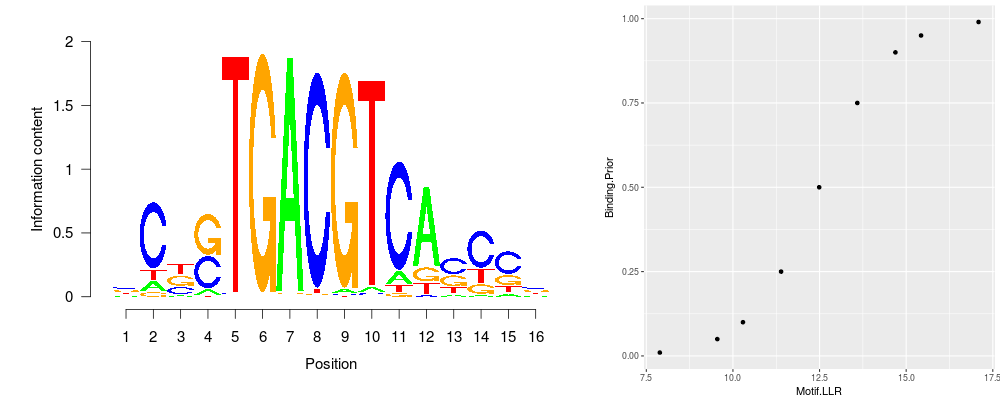 2
1.5
1
0.5
0
Information content
1 2 3 4 5 6 7 8 9 10 11 12 13 14 15 16
Position
C T A
T G C
G C A
T
G
A
C
G
T
C A T
A G T C
C G T
C T G
C G T A
1.00
0.75
0.50
0.25
0.00
Binding.Prior
7.5 10.0 12.5 15.0 17.5
Motif.LLR